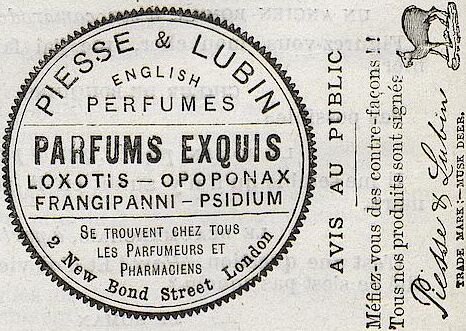 PIESSE & LUBIN
ENGLISH
PERFUMES
PARFUMS EXQUIS
LOXOTIS — OPOPONAX
FRANGIPANNI — PSIDIUM
SE TROUVENT CHEZ TOUS
LES PARFUMEURS ET
PHARMACIENS
2 New Bond Street London
AVIS AU PUBLIC
Méfiez-vous des contre-façons !!
Tous nos produits sont signés
Piesse & Lubin
TRADE MARK :—MUSK DEER.